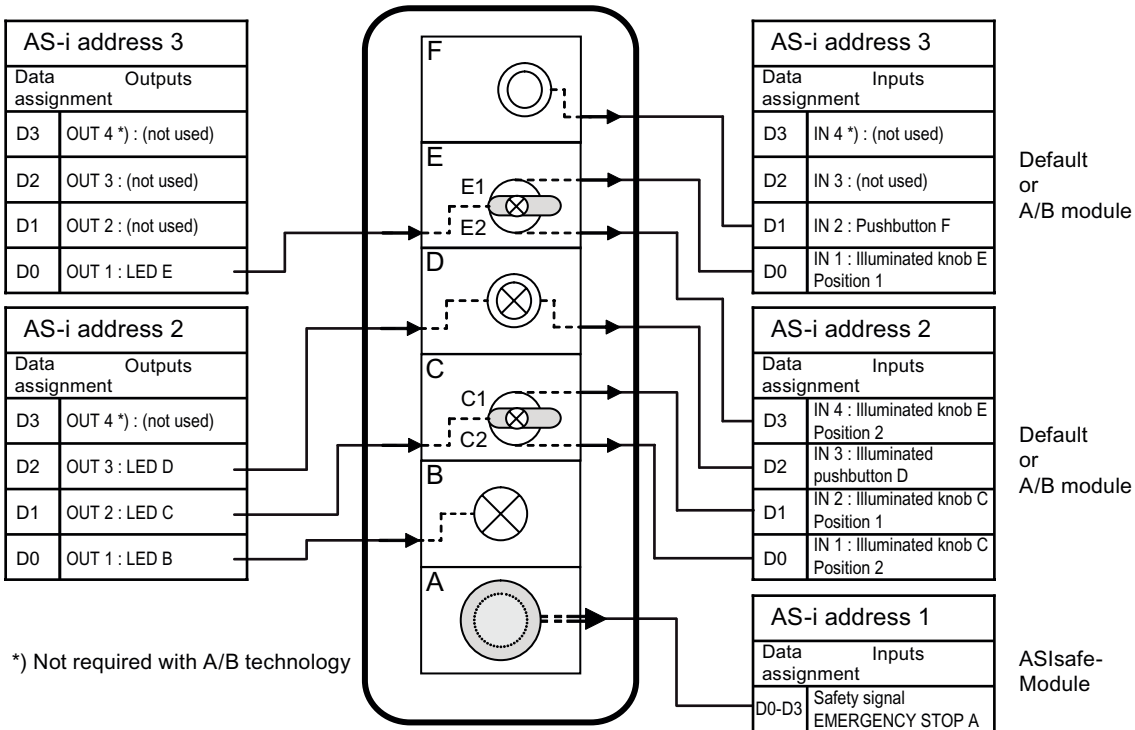 AS-i address 3
Data Outputs
assignment
D3 OUT 4 *) : (not used)
D2 OUT 3 : (not used)
D1 OUT 2 : (not used)
D0 OUT 1 : LED E
AS-i address 2
Data Outputs
assignment
D3 OUT 4 *) : (not used)
D2 OUT 3 : LED D
D1 OUT 2 : LED C
D0 OUT 1 : LED B
*) Not required with A/B technology
F
E
E1
E2
D
C
C1
C2
B
A
AS-i address 3
Data Inputs
assignment
D3 IN 4 *) : (not used)
D2 IN 3 : (not used)
D1 IN 2 : Pushbutton F
D0 IN 1 : Illuminated knob E
Position 1
Default
or
A/B module
AS-i address 2
Data Inputs
assignment
D3 IN 4 : Illuminated knob E
Position 2
D2 IN 3 : Illuminated
pushbutton D
D1 IN 2 : Illuminated knob C
Position 1
D0 IN 1 : Illuminated knob C
Position 2
Default
or
A/B module
AS-i address 1
Data Inputs
assignment
D0-D3 Safety signal
EMERGENCY STOP A
ASIsafe-
Module